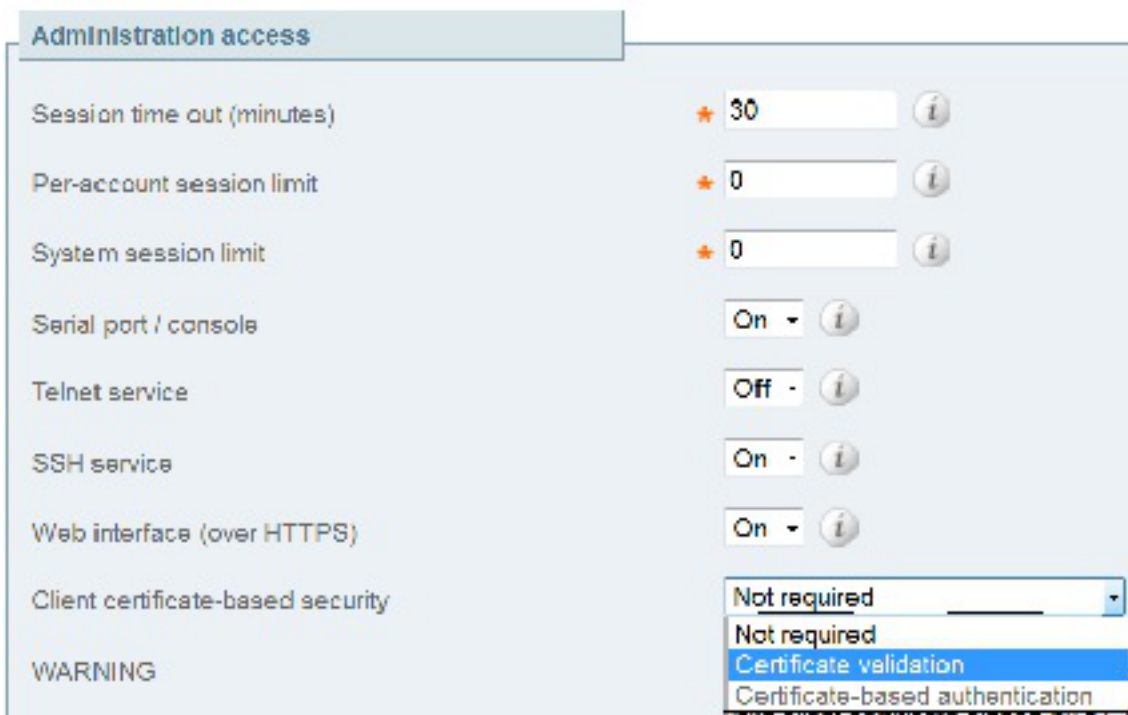 Administration access
Session time out (minutes) * 30 i
Per-account session limit * 0 i
System session limit * 0 i
Serial port / console On i
Telnet service Off i
SSH service On i
Web interface (over HTTPS) On i
Client certificate-based security Not required
Not required
WARNING Certificate validation
Certificate-based authentication